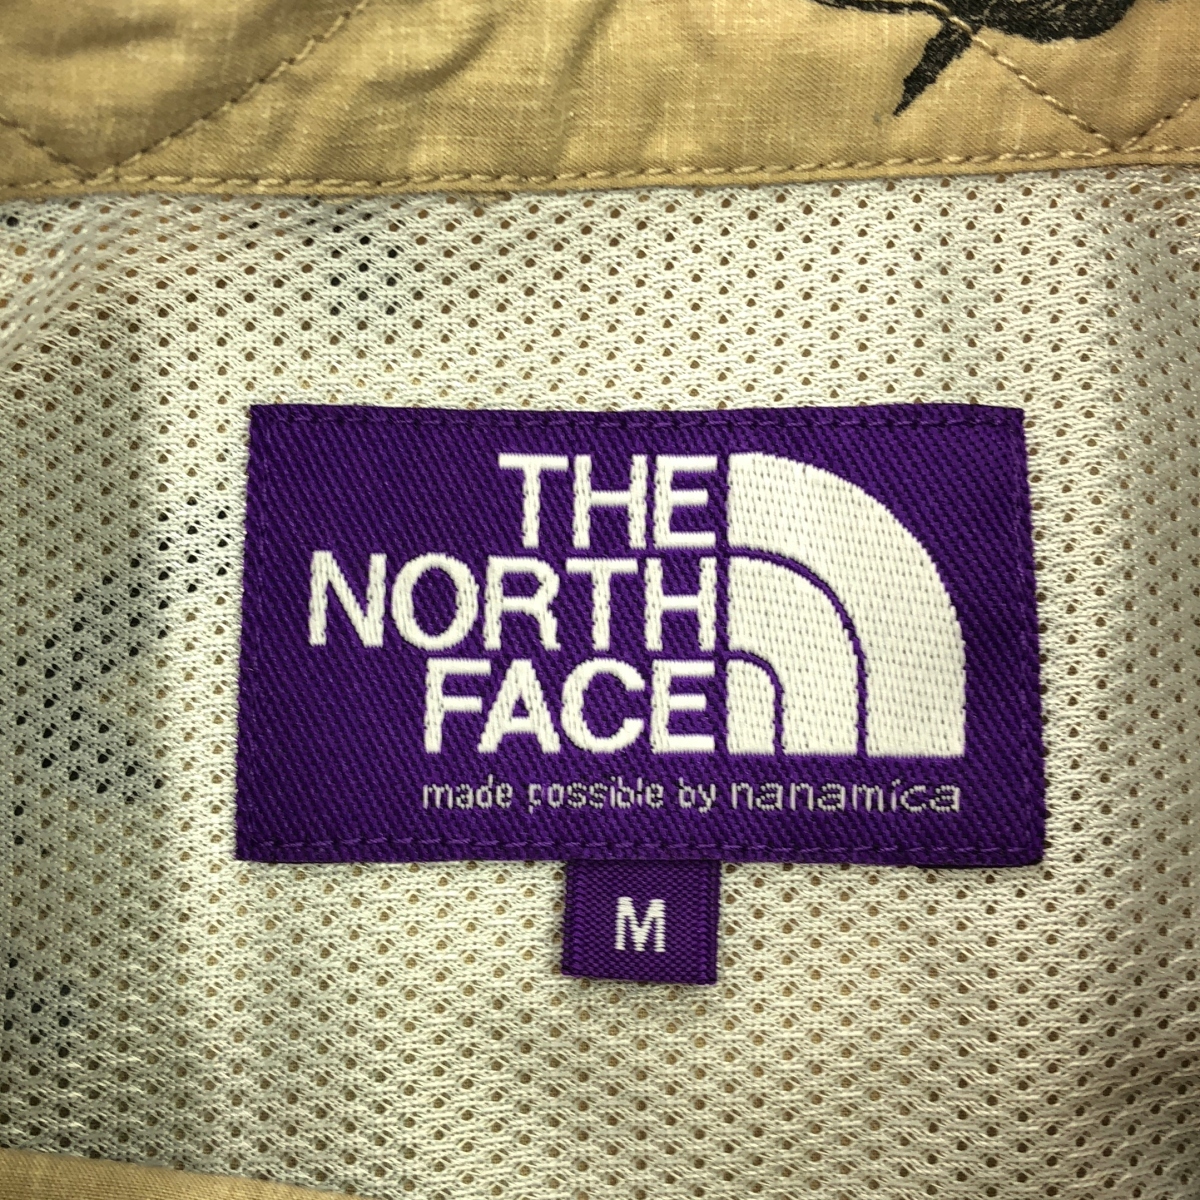 THE
NORTH
FACE
made possible by nanamica
M